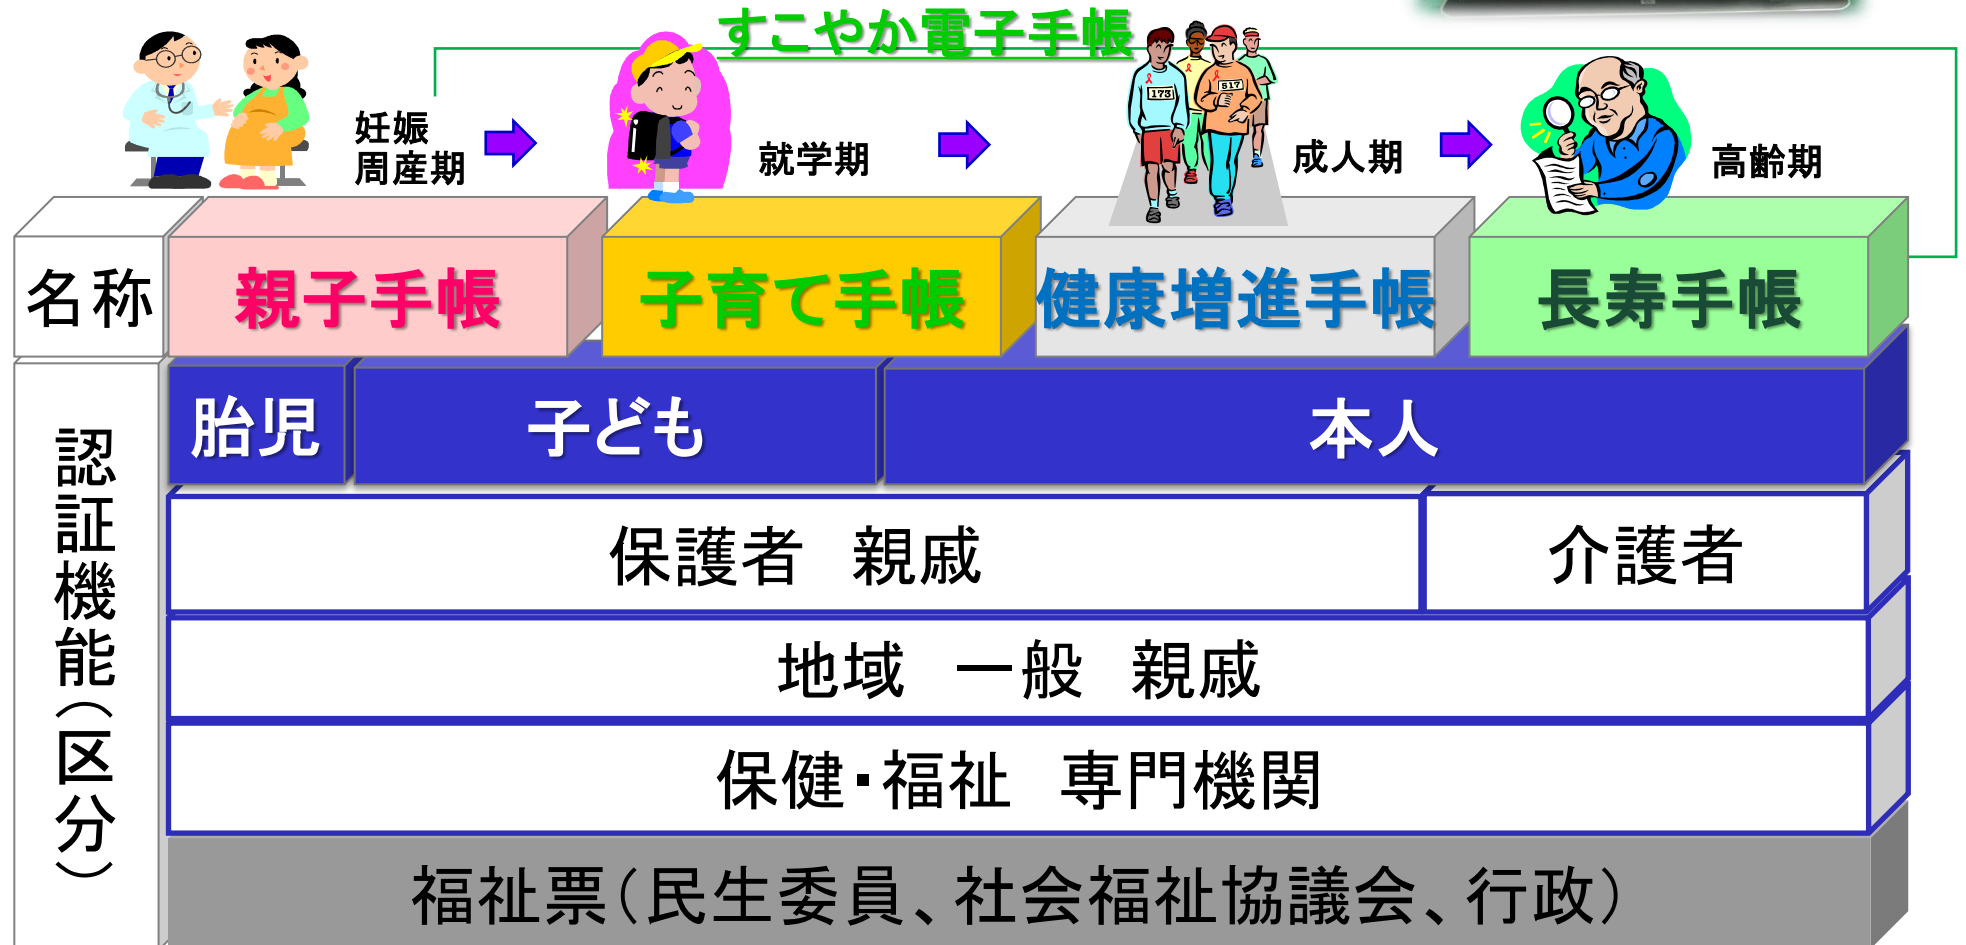 すこやか電子手帳
妊娠
周産期
就学期
成人期
高齢期
名称
親子手帳
子育て手帳
健康増進手帳
長寿手帳
認証機能(区分)
胎児
子ども
本人
保護者 親戚
介護者
地域 一般 親戚
保健・福祉 専門機関
福祉票(民生委員、社会福祉協議会、行政)
173
517